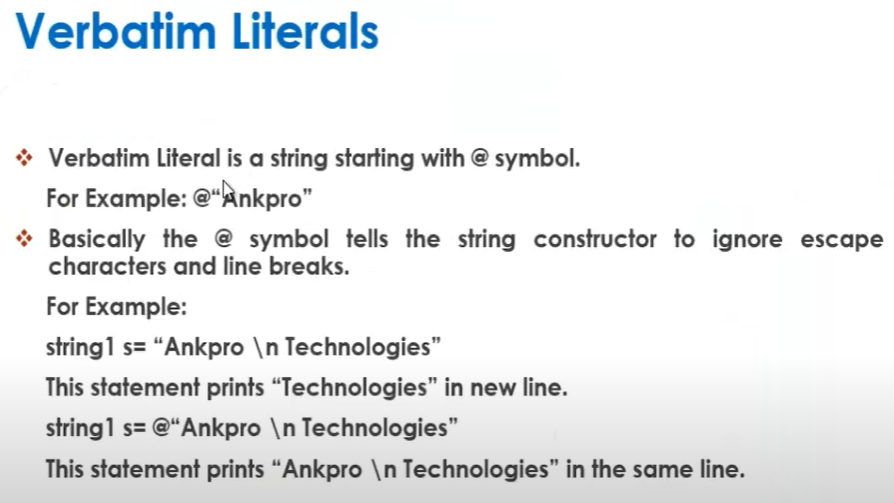 Verbatim Literals
Verbatim Literal is a string starting with @ symbol.
For Example: @“Ankpro”
Basically the @ symbol tells the string constructor to ignore escape
characters and line breaks.
For Example:
string1 s= “Ankpro \n Technologies”
This statement prints “Technologies” in new line.
string1 s= @“Ankpro \n Technologies”
This statement prints “Ankpro \n Technologies” in the same line.